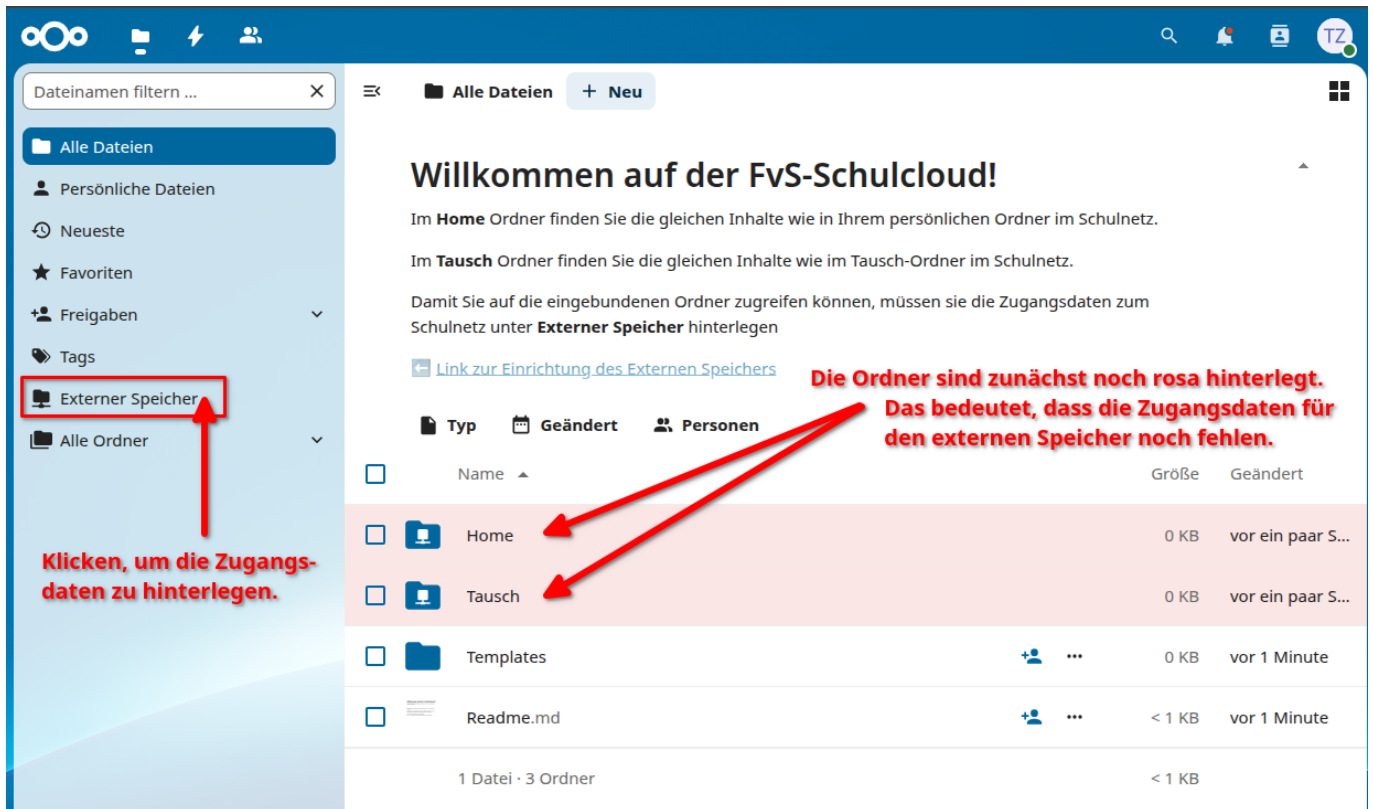 TZ
Dateinamen filtern ...
Alle Dateien
Persönliche Dateien
Neueste
Favoriten
Freigaben
Tags
Externer Speicher
Alle Ordner
Klicken, um die Zugangs-
daten zu hinterlegen.
Alle Dateien + Neu
Willkommen auf der FvS-Schulcloud!
Im Home Ordner finden Sie die gleichen Inhalte wie in Ihrem persönlichen Ordner im Schulnetz.
Im Tausch Ordner finden Sie die gleichen Inhalte wie im Tausch-Ordner im Schulnetz.
Damit Sie auf die eingebundenen Ordner zugreifen können, müssen sie die Zugangsdaten zum
Schulnetz unter Externer Speicher hinterlegen
Link zur Einrichtung des Externen Speichers
Die Ordner sind zunächst noch rosa hinterlegt.
Das bedeutet, dass die Zugangsdaten für
den externen Speicher noch fehlen.
Typ Geändert Personen
Name Größe Geändert
Home 0 KB vor ein paar S...
Tausch 0 KB vor ein paar S...
Templates 0 KB vor 1 Minute
Readme.md < 1 KB vor 1 Minute
1 Datei · 3 Ordner < 1 KB